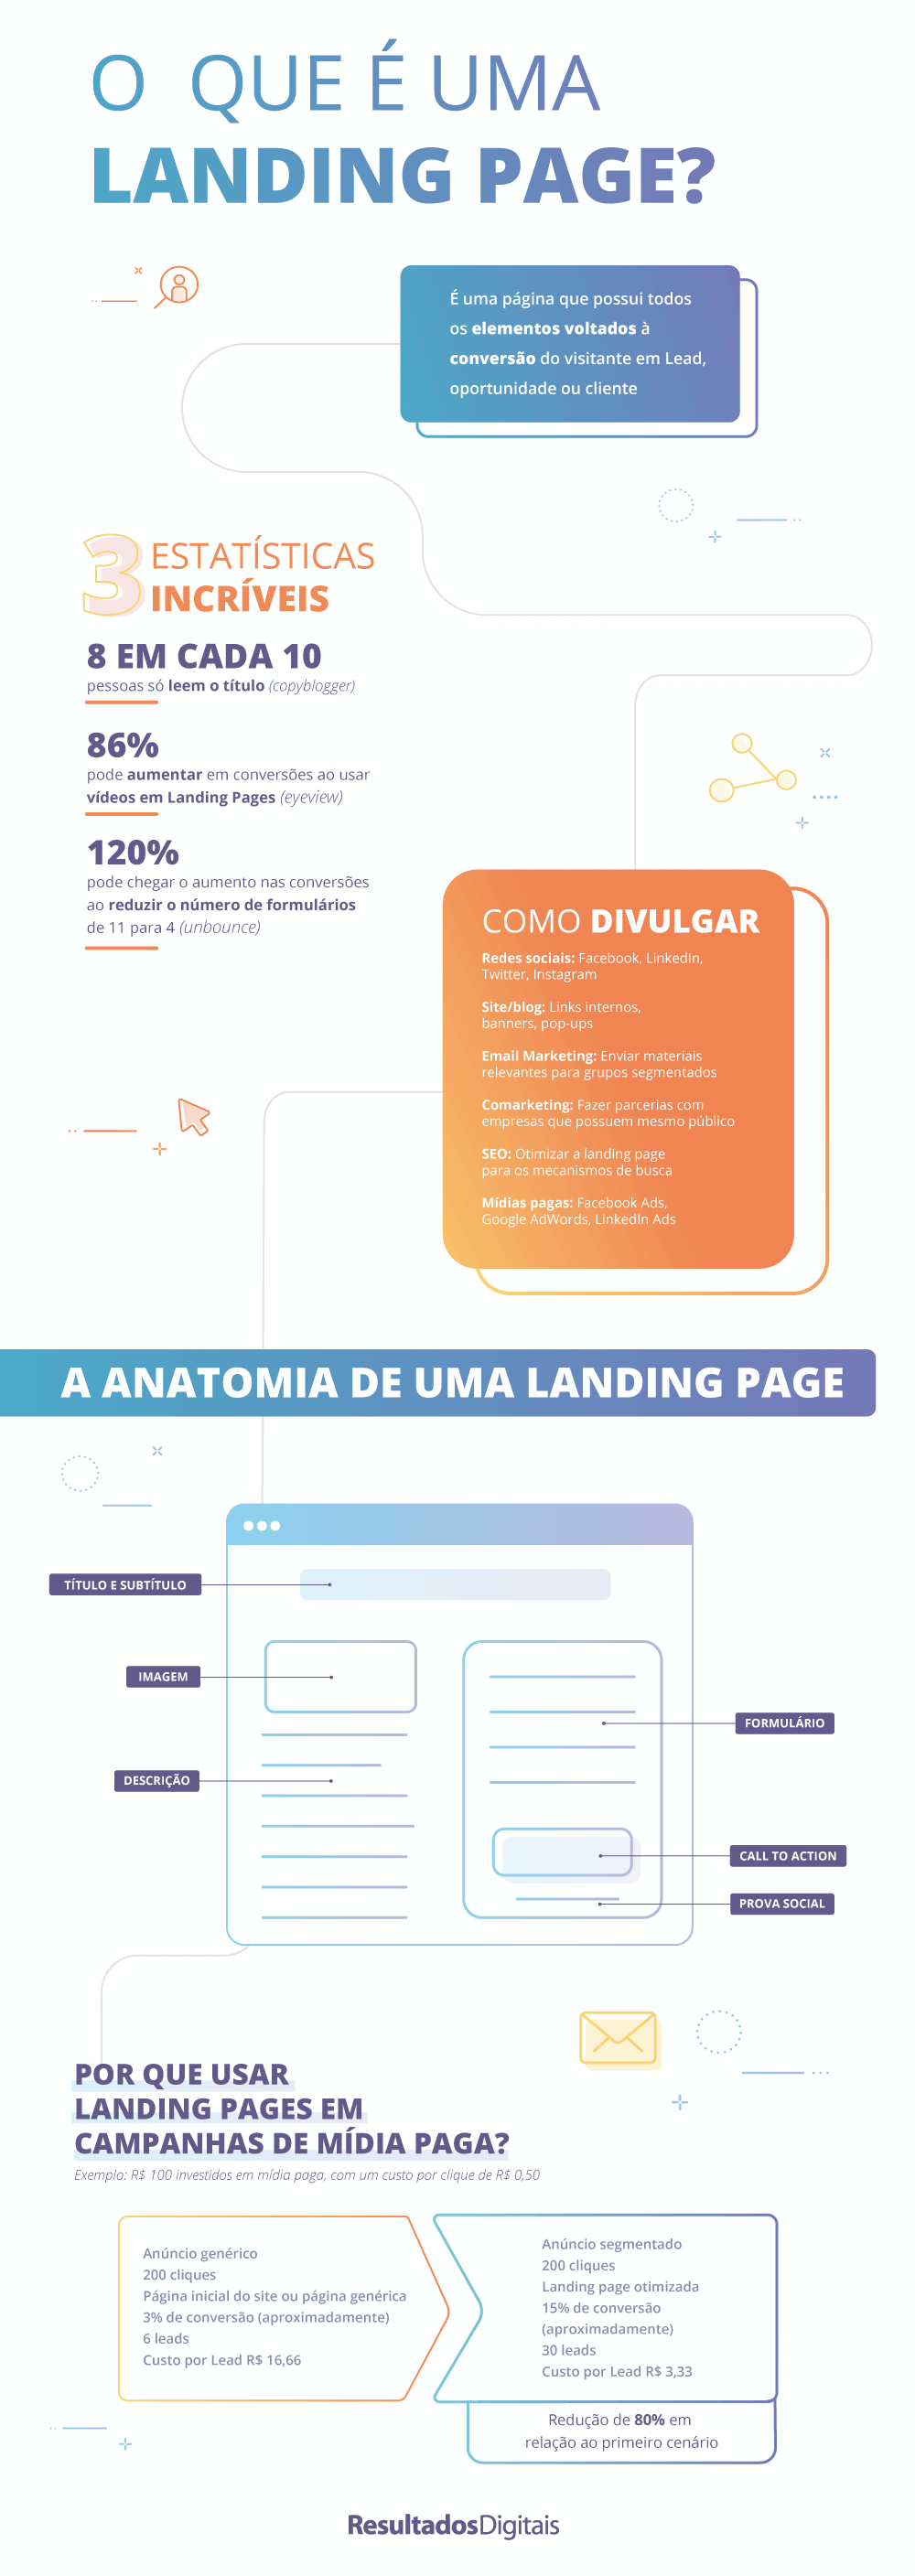 O QUE É UMA
LANDING PAGE?
É uma página que possui todos
os elementos voltados à
conversão do visitante em Lead,
oportunidade ou cliente
3 ESTATÍSTICAS
INCRÍVEIS
8 EM CADA 10
pessoas só leem o título (copyblogger)
86%
pode aumentar em conversões ao usar
vídeos em Landing Pages (eyeview)
120%
pode chegar o aumento nas conversões
ao reduzir o número de formulários
de 11 para 4 (unbounce)
COMO DIVULGAR
Redes sociais: Facebook, LinkedIn,
Twitter, Instagram
Site/blog: Links internos,
banners, pop-ups
Email Marketing: Enviar materiais
relevantes para grupos segmentados
Comarketing: Fazer parcerias com
empresas que possuem mesmo público
SEO: Otimizar a landing page
para os mecanismos de busca
Mídias pagas: Facebook Ads,
Google AdWords, LinkedIn Ads
A ANATOMIA DE UMA LANDING PAGE
TÍTULO E SUBTÍTULO
IMAGEM
FORMULÁRIO
DESCRIÇÃO
CALL TO ACTION
PROVA SOCIAL
POR QUE USAR
LANDING PAGES EM
CAMPANHAS DE MÍDIA PAGA?
Exemplo: R$ 100 investidos em mídia paga, com um custo por clique de R$ 0,50
Anúncio genérico
200 cliques
Página inicial do site ou página genérica
3% de conversão (aproximadamente)
6 leads
Custo por Lead R$ 16,66
Anúncio segmentado
200 cliques
Landing page otimizada
15% de conversão
(aproximadamente)
30 leads
Custo por Lead R$ 3,33
Redução de 80% em
relação ao primeiro cenário
ResultadosDigitais